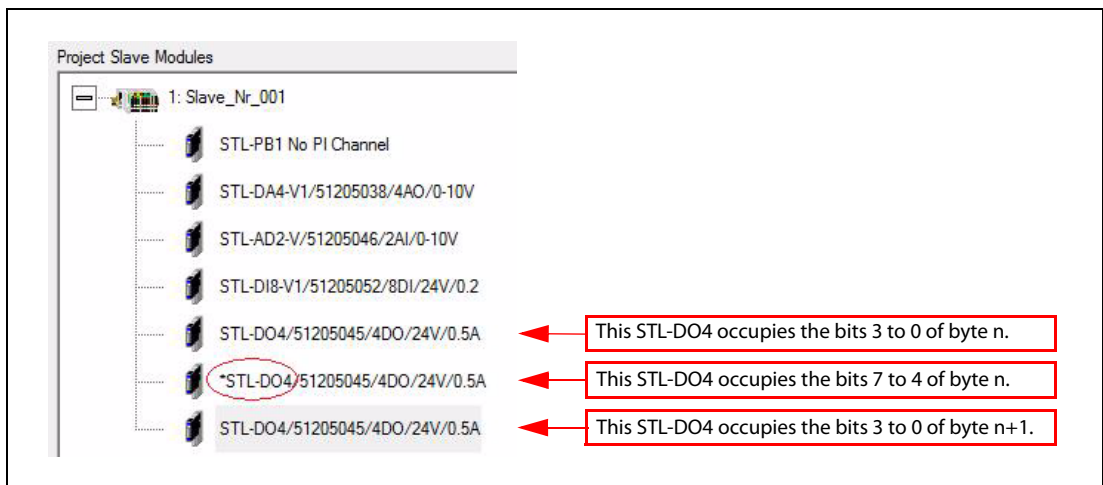 Project Slave Modules
1: Slave_Nr_001
STL-PB1 No PI Channel
STL-DA4-V1/51205038/4AO/0-10V
STL-AD2-V/51205046/2AI/0-10V
STL-DI8-V1/51205052/8DI/24V/0.2
STL-DO4/51205045/4DO/24V/0.5A
This STL-DO4 occupies the bits 3 to 0 of byte n.
*STL-DO4/51205045/4DO/24V/0.5A
This STL-DO4 occupies the bits 7 to 4 of byte n.
STL-DO4/51205045/4DO/24V/0.5A
This STL-DO4 occupies the bits 3 to 0 of byte n+1.